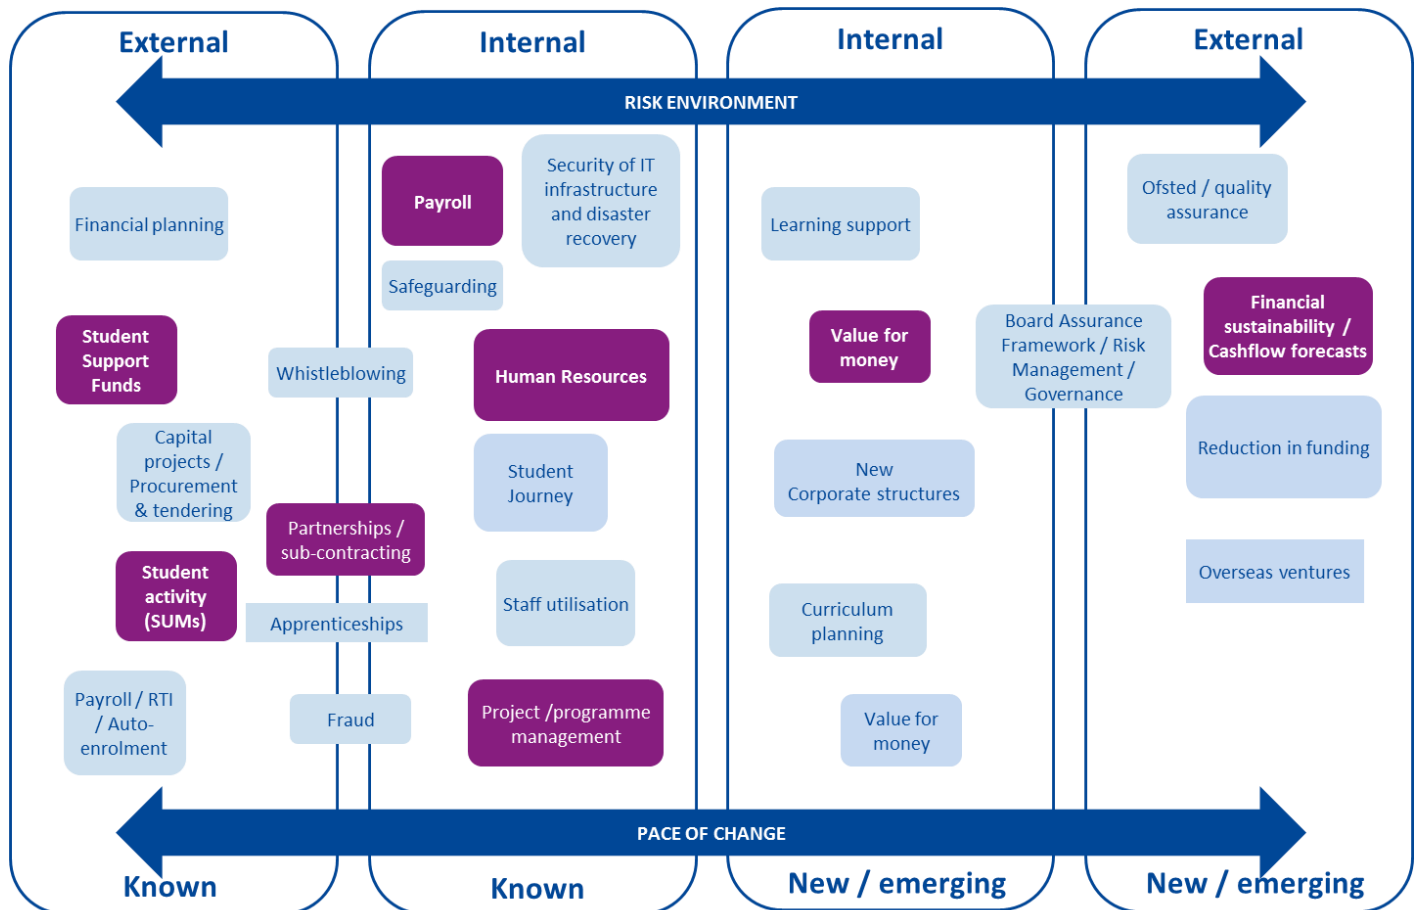 External
Internal
Internal
External
RISK ENVIRONMENT
Financial planning
Student
Support
Funds
Capital
projects /
Procurement
& tendering
Student
activity
(SUMs)
Payroll / RTI
/ Auto-
enrolment
Whistleblowing
Partnerships /
sub-contracting
Apprenticeships
Fraud
Payroll
Security of IT
infrastructure
and disaster
recovery
Safeguarding
Human Resources
Student
Journey
Staff utilisation
Project /programme
management
Learning support
Value for
money
New
Corporate structures
Curriculum
planning
Value for
money
Board Assurance
Framework / Risk
Management /
Governance
Ofsted / quality
assurance
Financial
sustainability /
Cashflow forecasts
Reduction in funding
Overseas ventures
PACE OF CHANGE
Known
Known
New / emerging
New / emerging